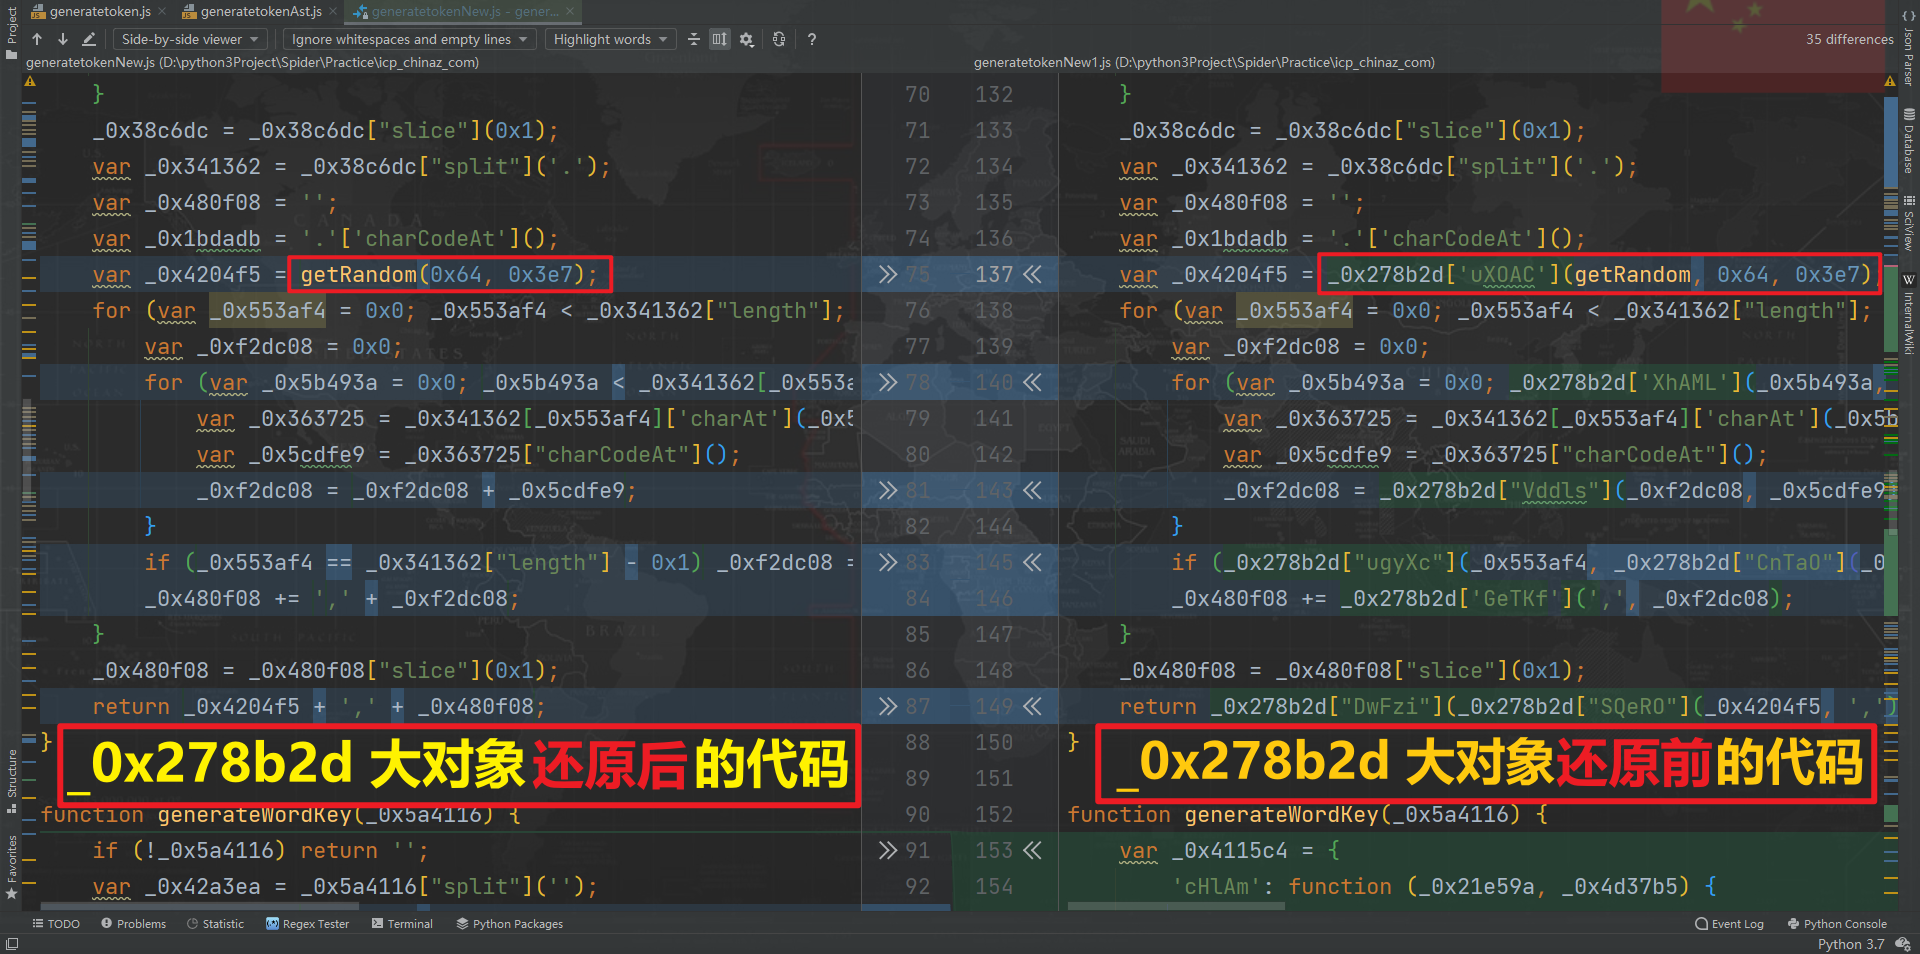 generatetoken.js
generatetokenAst.js
generatetokenNew.js - gener...
Side-by-side viewer
Ignore whitespaces and empty lines
Highlight words
?
35 differences
generatetokenNew.js (D:\python3Project\Spider\Practice\icp_chinaz_com)
generatetokenNew1.js (D:\python3Project\Spider\Practice\icp_chinaz_com)
Project
Structure
Favorites
}
_0x38c6dc = _0x38c6dc["slice"](0x1);
var _0x341362 = _0x38c6dc["split"]('.');
var _0x480f08 = '';
var _0x1bdadb = '.'['charCodeAt']();
var _0x4204f5 = getRandom(0x64, 0x3e7);
for (var _0x553af4 = 0x0; _0x553af4 < _0x341362["length"];
var _0xf2dc08 = 0x0;
for (var _0x5b493a = 0x0; _0x5b493a < _0x341362[_0x553a
var _0x363725 = _0x341362[_0x553af4]['charAt'](_0x5
var _0x5cdfe9 = _0x363725["charCodeAt"]();
_0xf2dc08 = _0xf2dc08 + _0x5cdfe9;
}
if (_0x553af4 == _0x341362["length"] - 0x1) _0xf2dc08 =
_0x480f08 += ',' + _0xf2dc08;
}
_0x480f08 = _0x480f08["slice"](0x1);
return _0x4204f5 + ',' + _0x480f08;
}
_0x278b2d 大对象还原后的代码
function generateWordKey(_0x5a4116) {
if (!_0x5a4116) return '';
var _0x42a3ea = _0x5a4116["split"]('');
70 132
71 133
72 134
73 135
74 136
75 137
76 138
77 139
78 140
79 141
80 142
81 143
82 144
83 145
84 146
85 147
86 148
87 149
88 150
89 151
90 152
91 153
92 154
}
_0x38c6dc = _0x38c6dc["slice"](0x1);
var _0x341362 = _0x38c6dc["split"]('.');
var _0x480f08 = '';
var _0x1bdadb = '.'['charCodeAt']();
var _0x4204f5 = _0x278b2d['uXOAC'](getRandom, 0x64, 0x3e7)
for (var _0x553af4 = 0x0; _0x553af4 < _0x341362["length"];
var _0xf2dc08 = 0x0;
for (var _0x5b493a = 0x0; _0x278b2d['XhAML'](_0x5b493a,
var _0x363725 = _0x341362[_0x553af4]['charAt'](_0x5b
var _0x5cdfe9 = _0x363725["charCodeAt"]();
_0xf2dc08 = _0x278b2d["Vddls"](_0xf2dc08, _0x5cdfe9
}
if (_0x278b2d["ugyXc"](_0x553af4, _0x278b2d["CnTaO"](_0
_0x480f08 += _0x278b2d['GeTKf'](',', _0xf2dc08);
}
_0x480f08 = _0x480f08["slice"](0x1);
return _0x278b2d["DwFzi"](_0x278b2d["SQeRO"](_0x4204f5, ',')
}
_0x278b2d 大对象还原前的代码
function generateWordKey(_0x5a4116) {
var _0x4115c4 = {
'cHlAm': function (_0x21e59a, _0x4d37b5) {
Json Parser
Database
SciView
InternalWiki
TODO
Problems
Statistic
Regex Tester
Terminal
Python Packages
Event Log
Python Console
Python 3.7